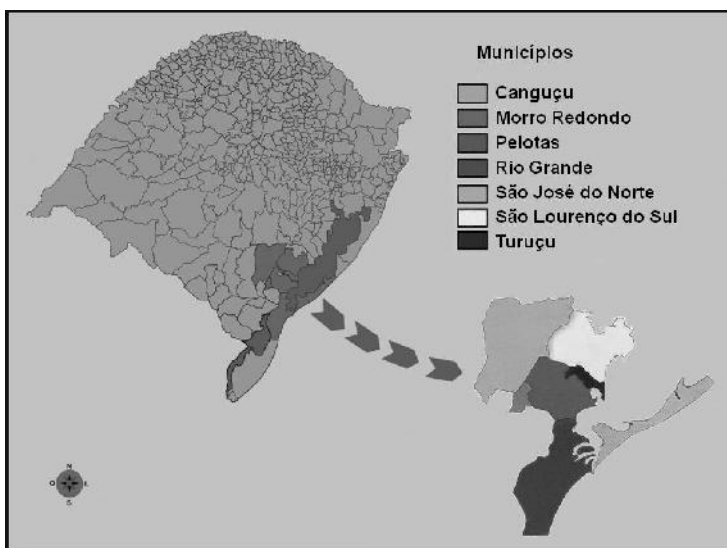 Municípios
Canguçu
Morro Redondo
Pelotas
Rio Grande
São José do Norte
São Lourenço do Sul
Turuçu
N
O L
S